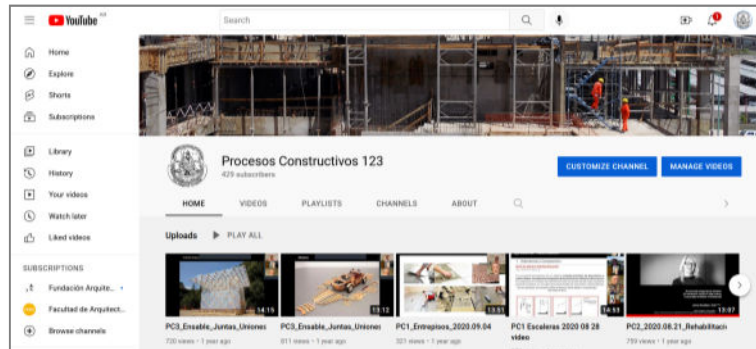 YouTube
Search
Home
Explore
Shorts
Subscriptions
Library
History
Your videos
Watch later
Liked videos
SUBSCRIPTIONS
Fundación Arquite...
Facultad de Arquitect...
Browse channels
Procesos Constructivos 123
429 subscribers
CUSTOMIZE CHANNEL
MANAGE VIDEOS
HOME VIDEOS PLAYLISTS CHANNELS ABOUT
Uploads PLAY ALL
14:15
13:12
13:51
14:53
13:07
PC3_Ensable_Juntas_Uniones
720 views • 1 year ago
PC3_Ensable_Juntas_Uniones
811 views • 1 year ago
PC1_Entrepisos_2020.09.04
321 views • 1 year ago
PC1 Escaleras 2020 08 28
video
PC2_2020.08.21_Rehabilitació
759 views • 1 year ago